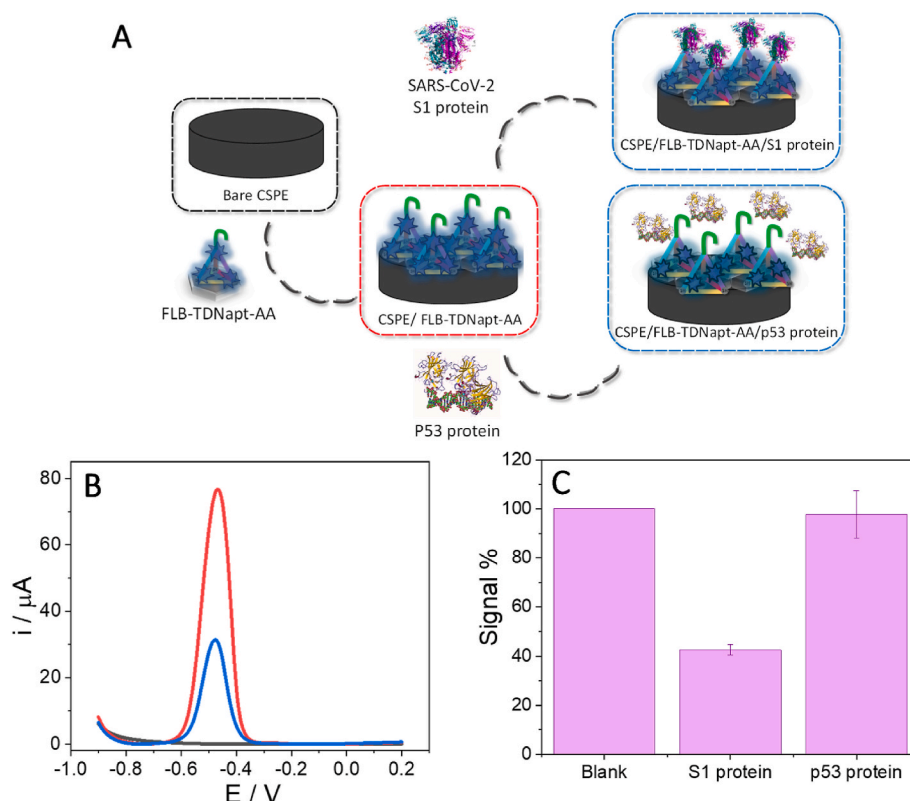 A
SARS-CoV-2
S1 protein
CSPE/FLB-TDNapt-AA/S1 protein
Bare CSPE
FLB-TDNapt-AA
CSPE/ FLB-TDNapt-AA
CSPE/FLB-TDNapt-AA/p53 protein
P53 protein
B
80
60
40
20
0
i / μA
-1.0 -0.8 -0.6 -0.4 -0.2 0.0 0.2
E / V
C
120
100
80
60
40
20
0
Signal %
Blank S1 protein p53 protein